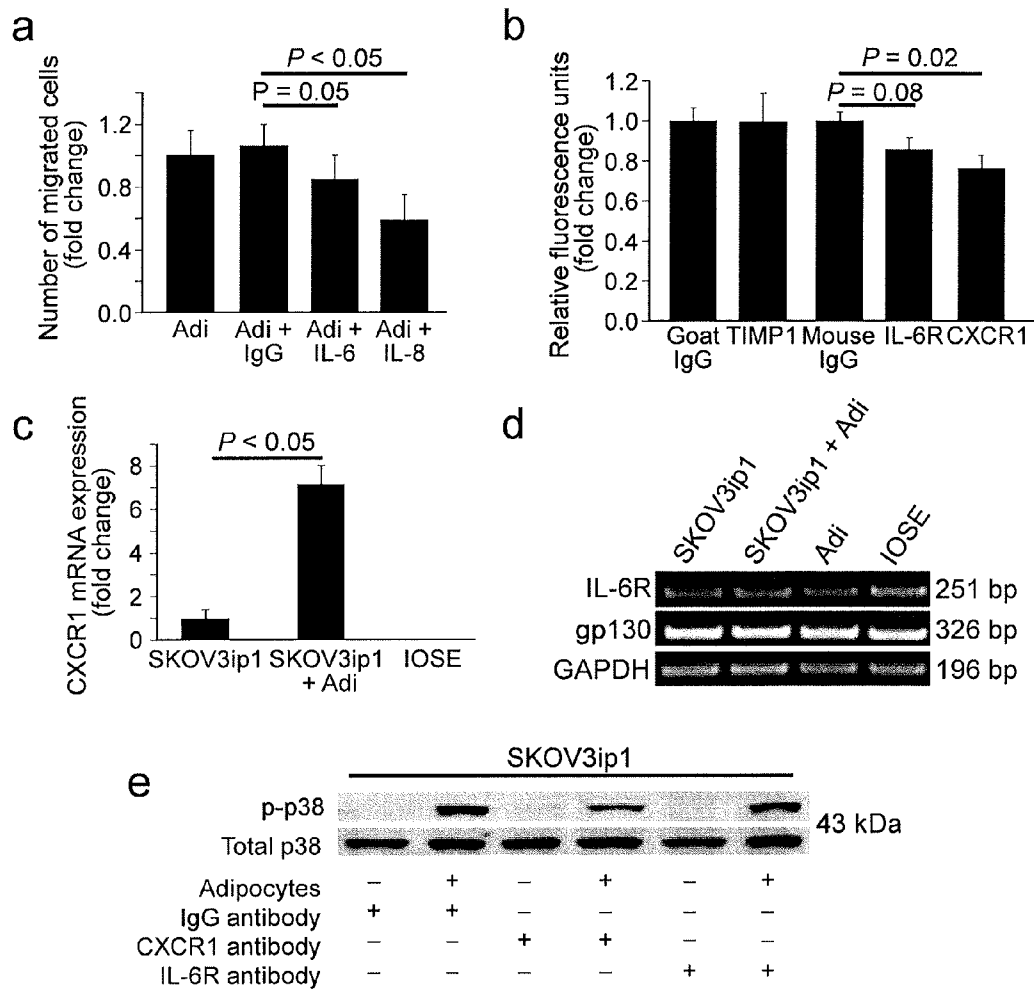 a
P < 0.05
P = 0.05
Number of migrated cells
(fold change)
1.2
0.8
0.4
0.0
Adi
Adi +
IgG
Adi +
IL-6
Adi +
IL-8
b
P = 0.02
P = 0.08
Relative fluorescence units
(fold change)
1.2
1.0
0.8
0.6
0.4
0.2
0.0
Goat
IgG
TIMP1
Mouse
IgG
IL-6R
CXCR1
c
P < 0.05
CXCR1 mRNA expression
(fold change)
8
6
4
2
0
SKOV3ip1
SKOV3ip1
+ Adi
IOSE
d
SKOV3ip1
SKOV3ip1 + Adi
Adi
IOSE
IL-6R
251 bp
gp130
326 bp
GAPDH
196 bp
e
SKOV3ip1
p-p38
43 kDa
Total p38
Adipocytes – + – + – +
IgG antibody + + – – – –
CXCR1 antibody – – + + – –
IL-6R antibody – – – – + +